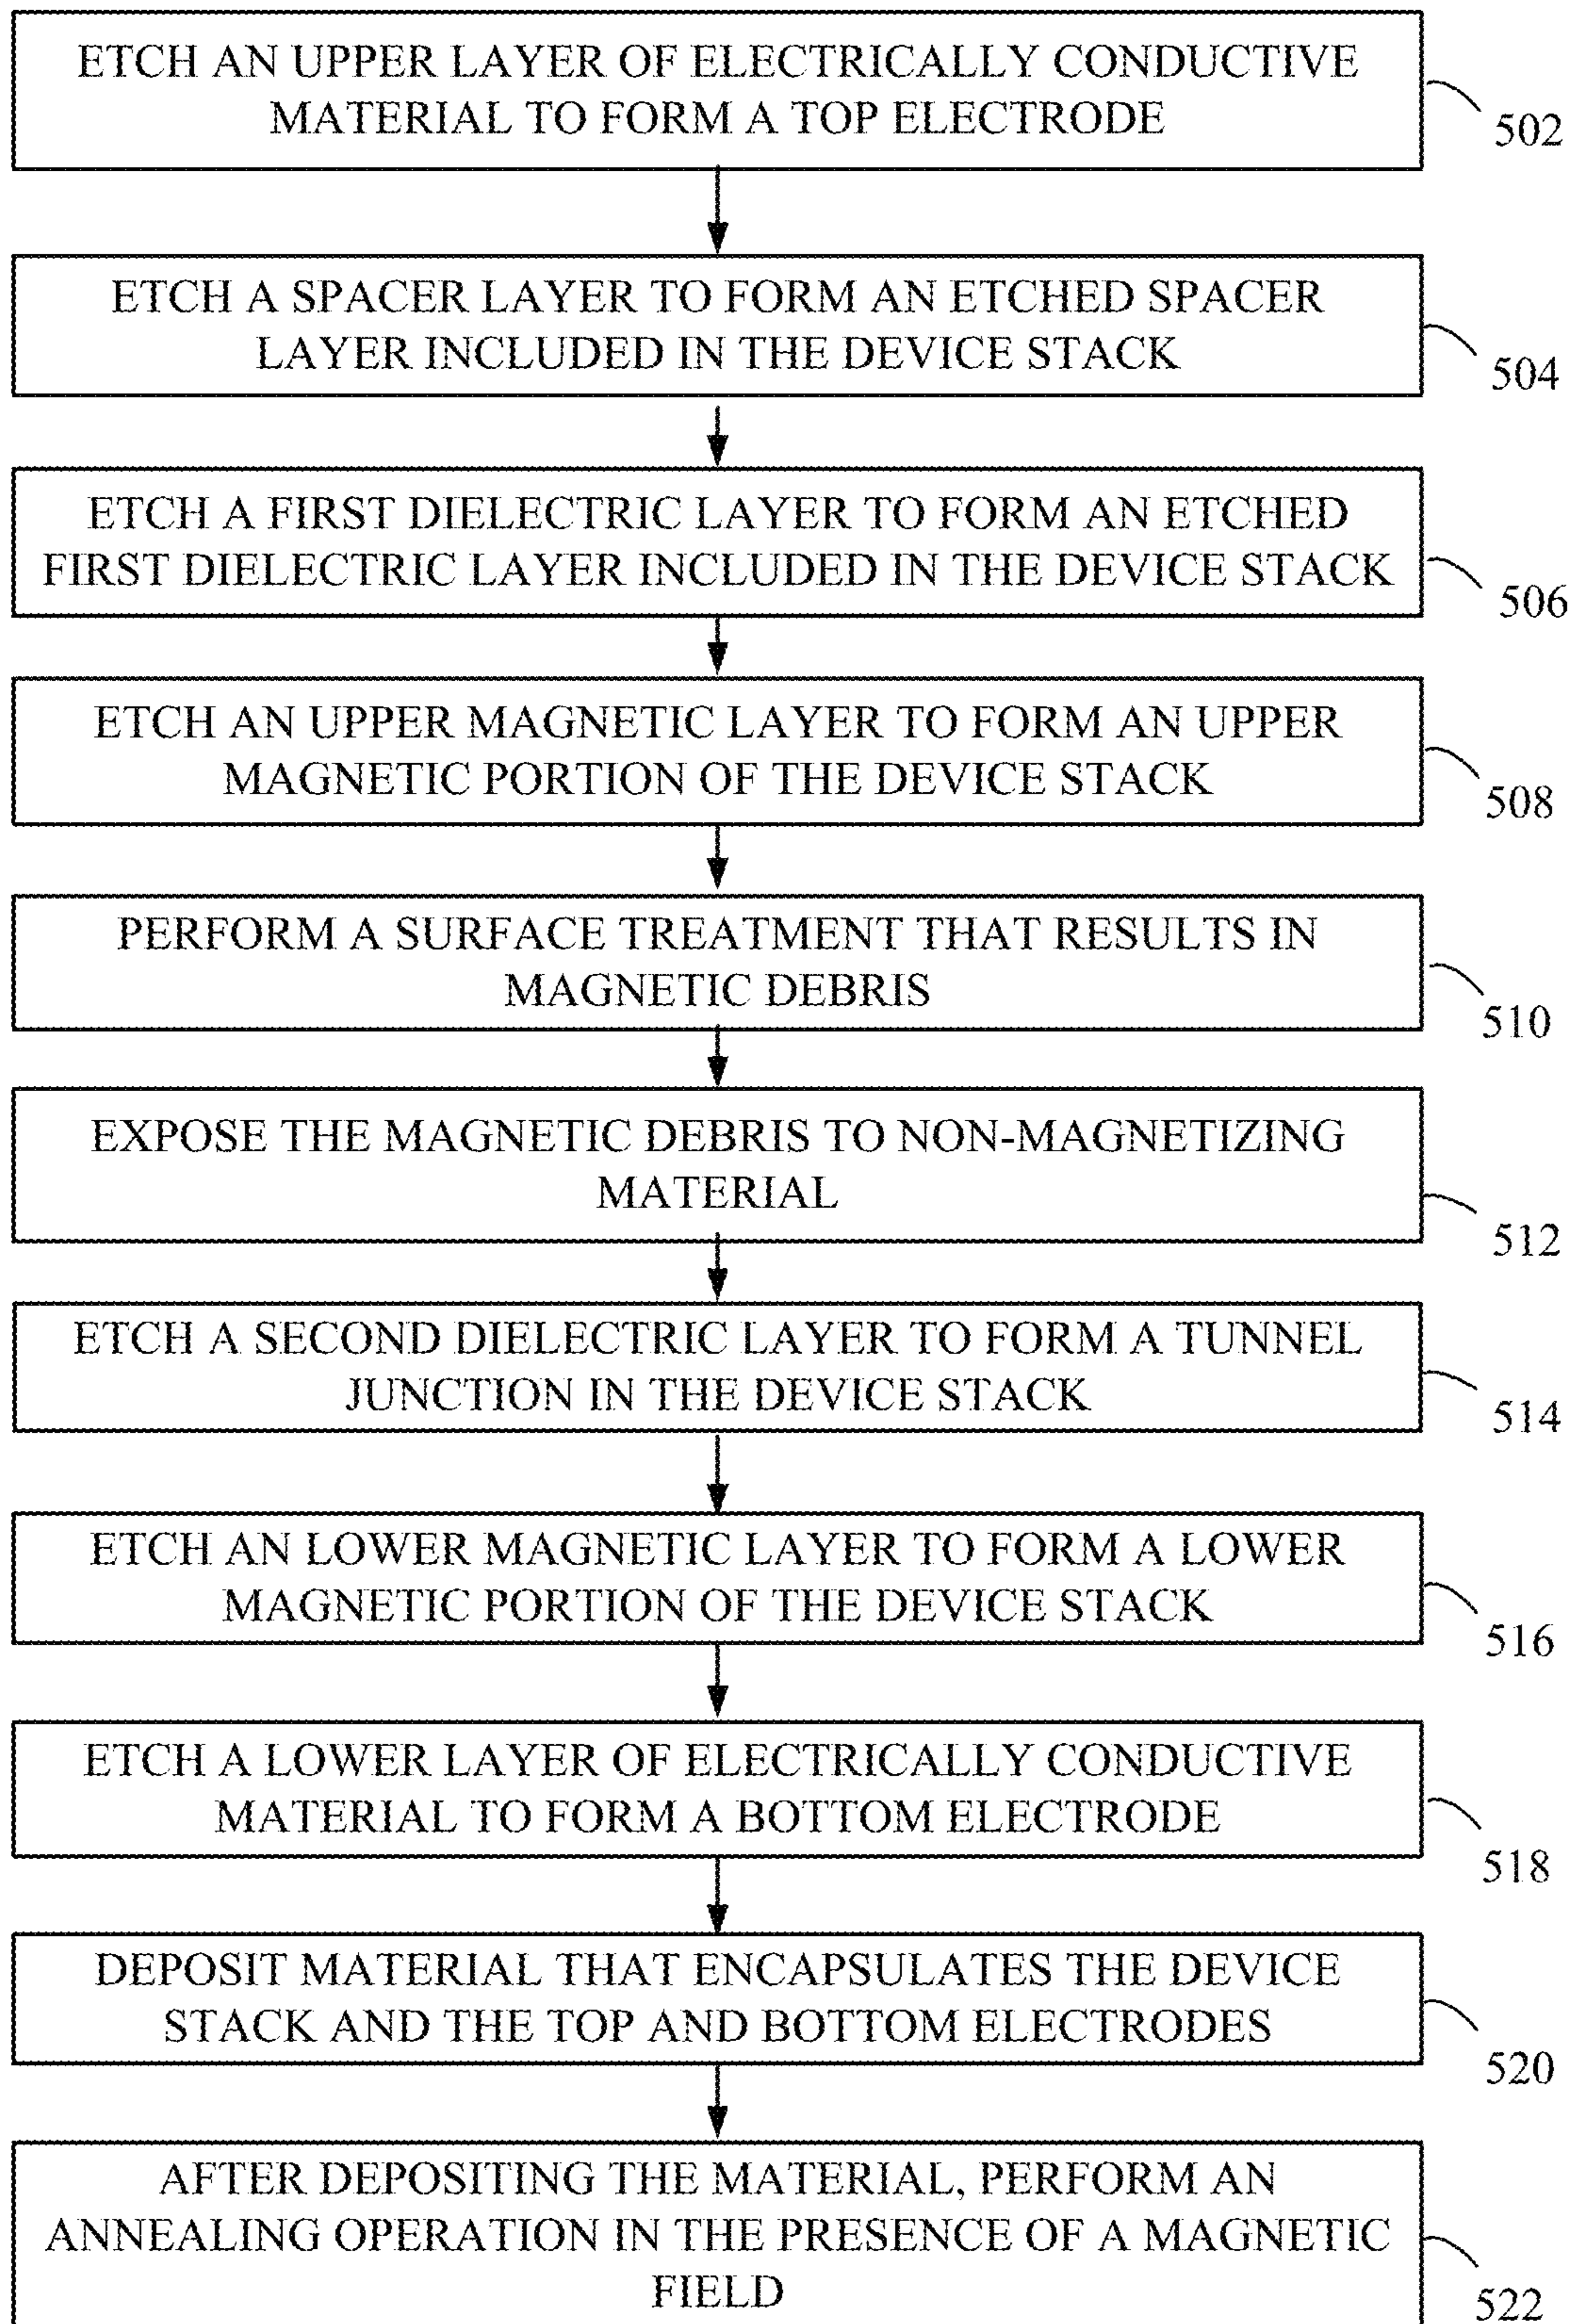 ETCH AN UPPER LAYER OF ELECTRICALLY CONDUCTIVE
MATERIAL TO FORM A TOP ELECTRODE
502
ETCH A SPACER LAYER TO FORM AN ETCHED SPACER
LAYER INCLUDED IN THE DEVICE STACK
504
ETCH A FIRST DIELECTRIC LAYER TO FORM AN ETCHED
FIRST DIELECTRIC LAYER INCLUDED IN THE DEVICE STACK
506
ETCH AN UPPER MAGNETIC LAYER TO FORM AN UPPER
MAGNETIC PORTION OF THE DEVICE STACK
508
PERFORM A SURFACE TREATMENT THAT RESULTS IN
MAGNETIC DEBRIS
510
EXPOSE THE MAGNETIC DEBRIS TO NON-MAGNETIZING
MATERIAL
512
ETCH A SECOND DIELECTRIC LAYER TO FORM A TUNNEL
JUNCTION IN THE DEVICE STACK
514
ETCH AN LOWER MAGNETIC LAYER TO FORM A LOWER
MAGNETIC PORTION OF THE DEVICE STACK
516
ETCH A LOWER LAYER OF ELECTRICALLY CONDUCTIVE
MATERIAL TO FORM A BOTTOM ELECTRODE
518
DEPOSIT MATERIAL THAT ENCAPSULATES THE DEVICE
STACK AND THE TOP AND BOTTOM ELECTRODES
520
AFTER DEPOSITING THE MATERIAL, PERFORM AN
ANNEALING OPERATION IN THE PRESENCE OF A MAGNETIC
FIELD
522